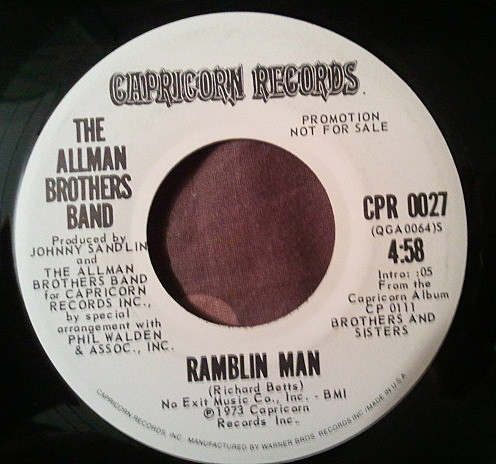 CAPRICORN RECORDS.
PROMOTION
NOT FOR SALE
THE
ALLMAN
BROTHERS
BAND
Produced by
JOHNNY SANDLIN
and
THE ALLMAN
BROTHERS BAND
for CAPRICORN
RECORDS INC.,
by special
arrangement with
PHIL WALDEN
& ASSOC., INC.
CPR 0027
(QGA0064)S
4:58
Intro: :05
From the
Capricorn Album
CP 0111
BROTHERS AND
SISTERS
RAMBLIN MAN
(Richard Betts)
No Exit Music Co., Inc. - BMI
℗1973 Capricorn
Records Inc.
CAPRICORN RECORDS, INC. MANUFACTURED BY WARNER BROS. RECORDS INC. / MADE IN U.S.A.